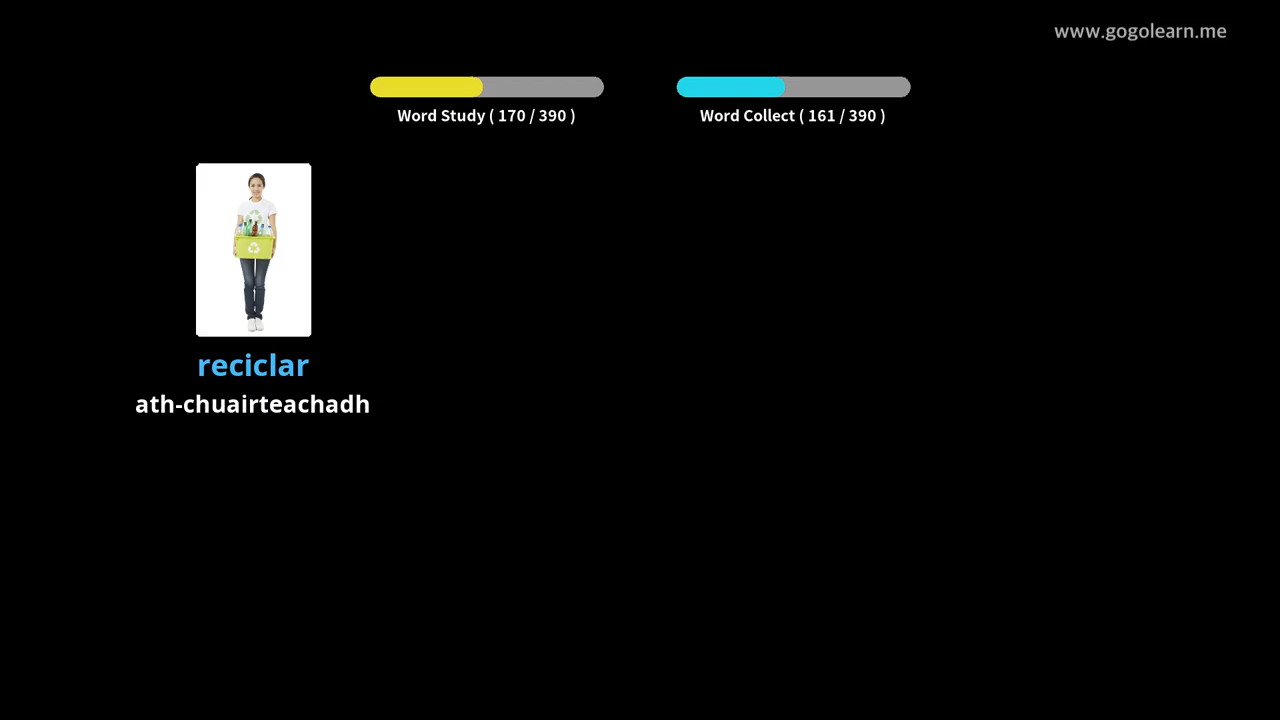 www.gogolearn.me
Word Study ( 170 / 390 )
Word Collect ( 161 / 390 )
reciclar
ath-chuairteachadh